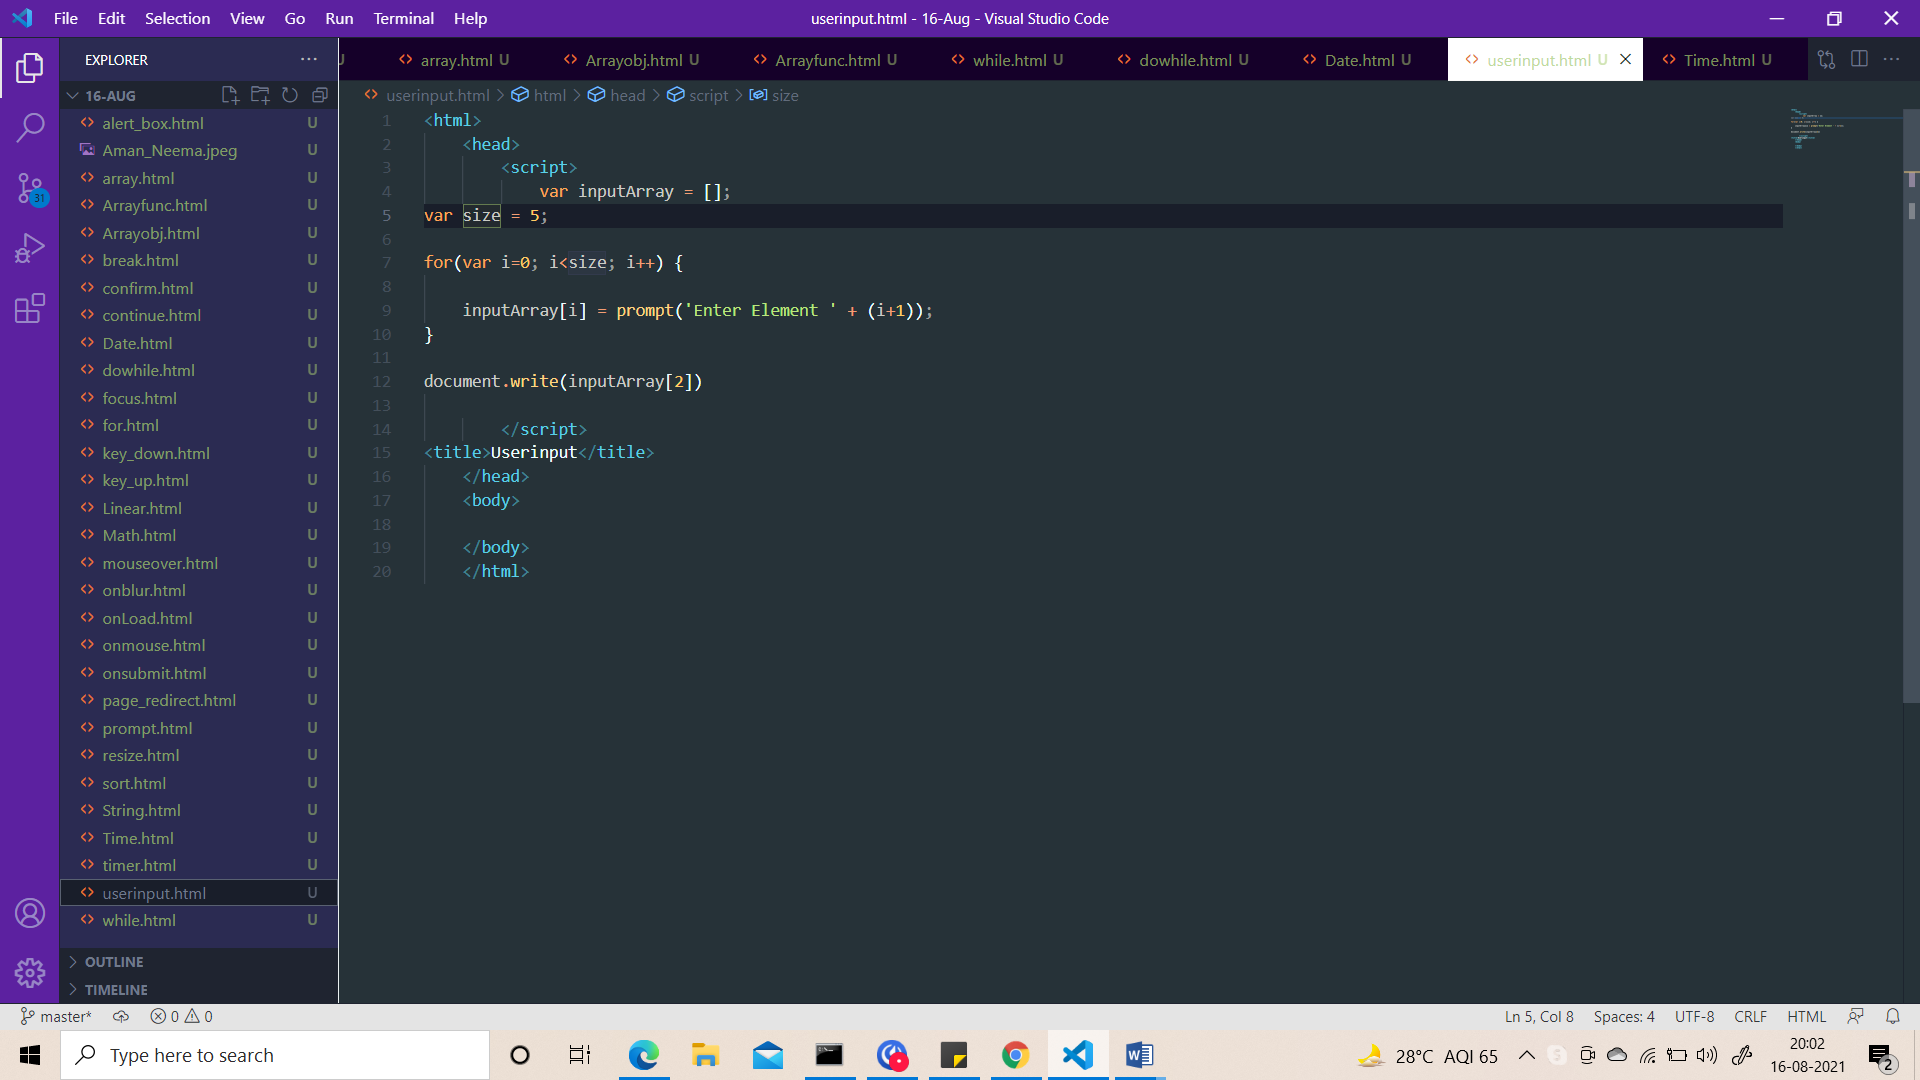 File Edit Selection View Go Run Terminal Help
userinput.html - 16-Aug - Visual Studio Code
EXPLORER
array.html U
Arrayobj.html U
Arrayfunc.html U
while.html U
dowhile.html U
Date.html U
userinput.html U
Time.html U
16-AUG
alert_box.html U
Aman_Neema.jpeg U
array.html U
Arrayfunc.html U
Arrayobj.html U
break.html U
confirm.html U
continue.html U
Date.html U
dowhile.html U
focus.html U
for.html U
key_down.html U
key_up.html U
Linear.html U
Math.html U
mouseover.html U
onblur.html U
onLoad.html U
onmouse.html U
onsubmit.html U
page_redirect.html U
prompt.html U
resize.html U
sort.html U
String.html U
Time.html U
timer.html U
userinput.html U
while.html U
OUTLINE
TIMELINE
31
userinput.html > html > head > script > size
1 <html>
2 <head>
3 <script>
4 var inputArray = [];
5 var size = 5;
6
7 for(var i=0; i<size; i++) {
8
9 inputArray[i] = prompt('Enter Element ' + (i+1));
10 }
11
12 document.write(inputArray[2])
13
14 </script>
15 <title>Userinput</title>
16 </head>
17 <body>
18
19 </body>
20 </html>
master* 0 0
Ln 5, Col 8 Spaces: 4 UTF-8 CRLF HTML
Type here to search
28°C AQI 65
20:02
16-08-2021
2